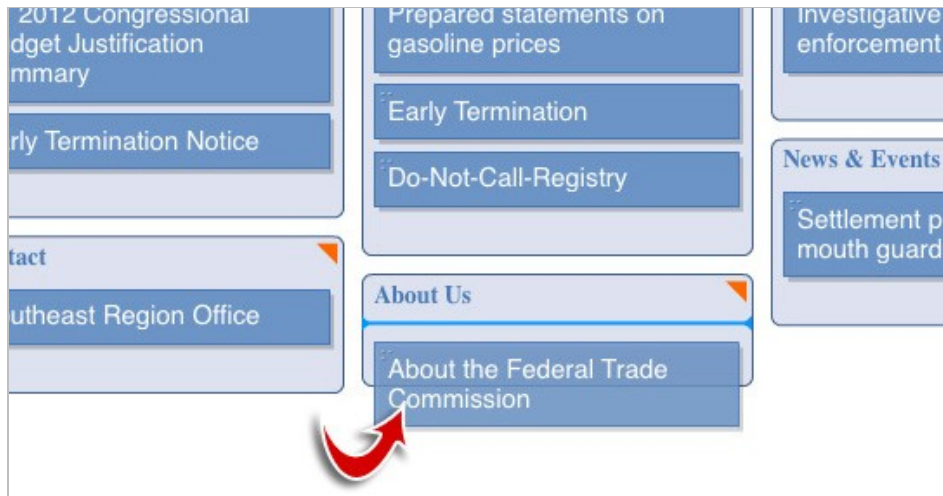 2012 Congressional
dget Justification
mmary
rly Termination Notice
tact
utheast Region Office
Prepared statements on
gasoline prices
Early Termination
Do-Not-Call-Registry
About Us
About the Federal Trade
Commission
Investigative
enforcement
News & Events
Settlement p
mouth guard